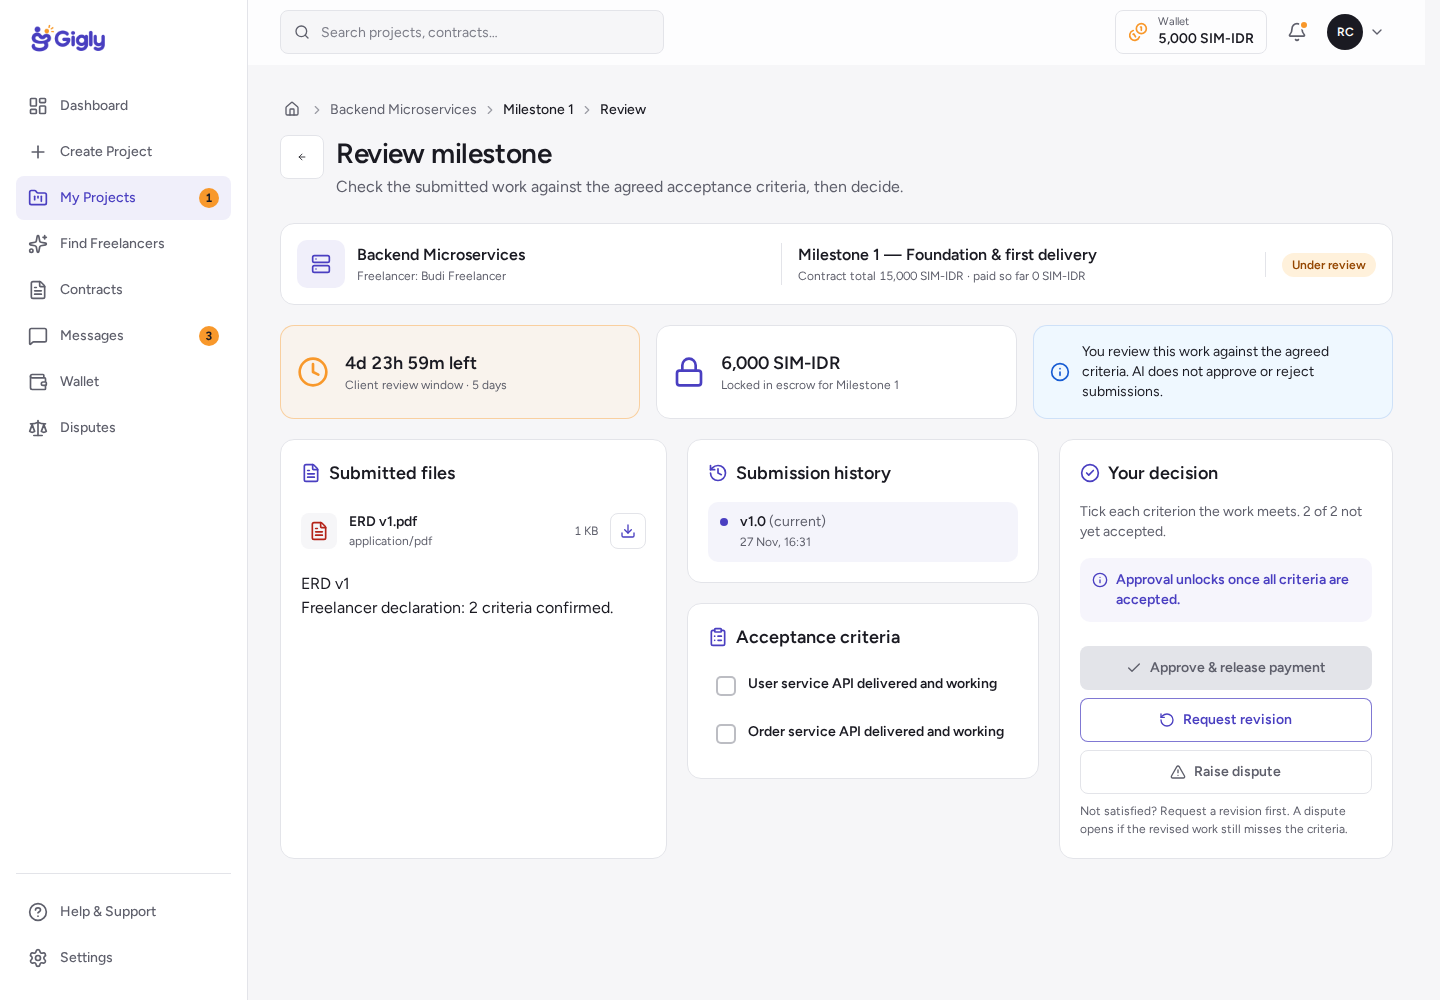 Gigly
Dashboard
Create Project
My Projects
1
Find Freelancers
Contracts
Messages
3
Wallet
Disputes
Help & Support
Settings
Search projects, contracts...
Wallet
5,000 SIM-IDR
RC
Backend Microservices
Milestone 1
Review
Review milestone
Check the submitted work against the agreed acceptance criteria, then decide.
Backend Microservices
Freelancer: Budi Freelancer
Milestone 1 — Foundation & first delivery
Contract total 15,000 SIM-IDR · paid so far 0 SIM-IDR
Under review
4d 23h 59m left
Client review window · 5 days
6,000 SIM-IDR
Locked in escrow for Milestone 1
You review this work against the agreed
criteria. AI does not approve or reject
submissions.
Submitted files
ERD v1.pdf
application/pdf
1 KB
ERD v1
Freelancer declaration: 2 criteria confirmed.
Submission history
v1.0 (current)
27 Nov, 16:31
Acceptance criteria
User service API delivered and working
Order service API delivered and working
Your decision
Tick each criterion the work meets. 2 of 2 not
yet accepted.
Approval unlocks once all criteria are
accepted.
Approve & release payment
Request revision
Raise dispute
Not satisfied? Request a revision first. A dispute
opens if the revised work still misses the criteria.